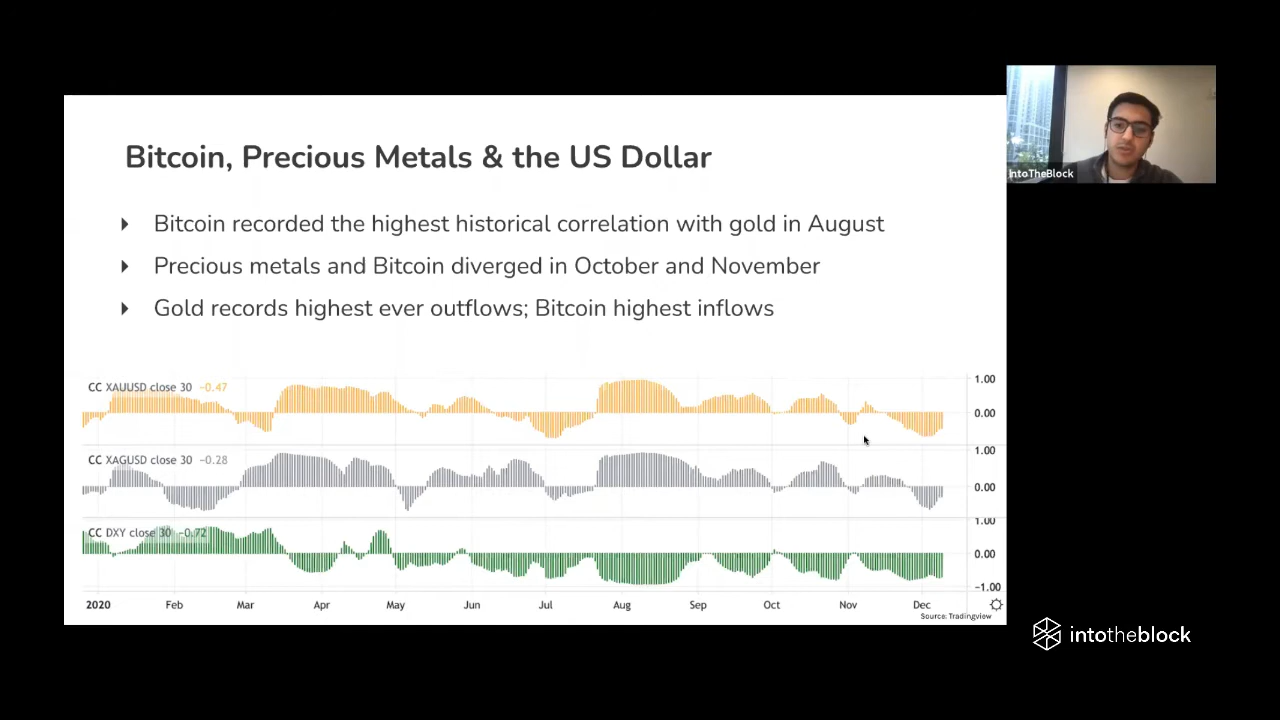 Bitcoin, Precious Metals & the US Dollar
Bitcoin recorded the highest historical correlation with gold in August
Precious metals and Bitcoin diverged in October and November
Gold records highest ever outflows; Bitcoin highest inflows
IntoTheBlock
CC XAUUSD close 30 −0.47
1.00
0.00
CC XAGUSD close 30 −0.28
1.00
0.00
CC DXY close 30 −0.72
1.00
0.00
−1.00
2020 Feb Mar Apr May Jun Jul Aug Sep Oct Nov Dec
Source: Tradingview
intotheblock